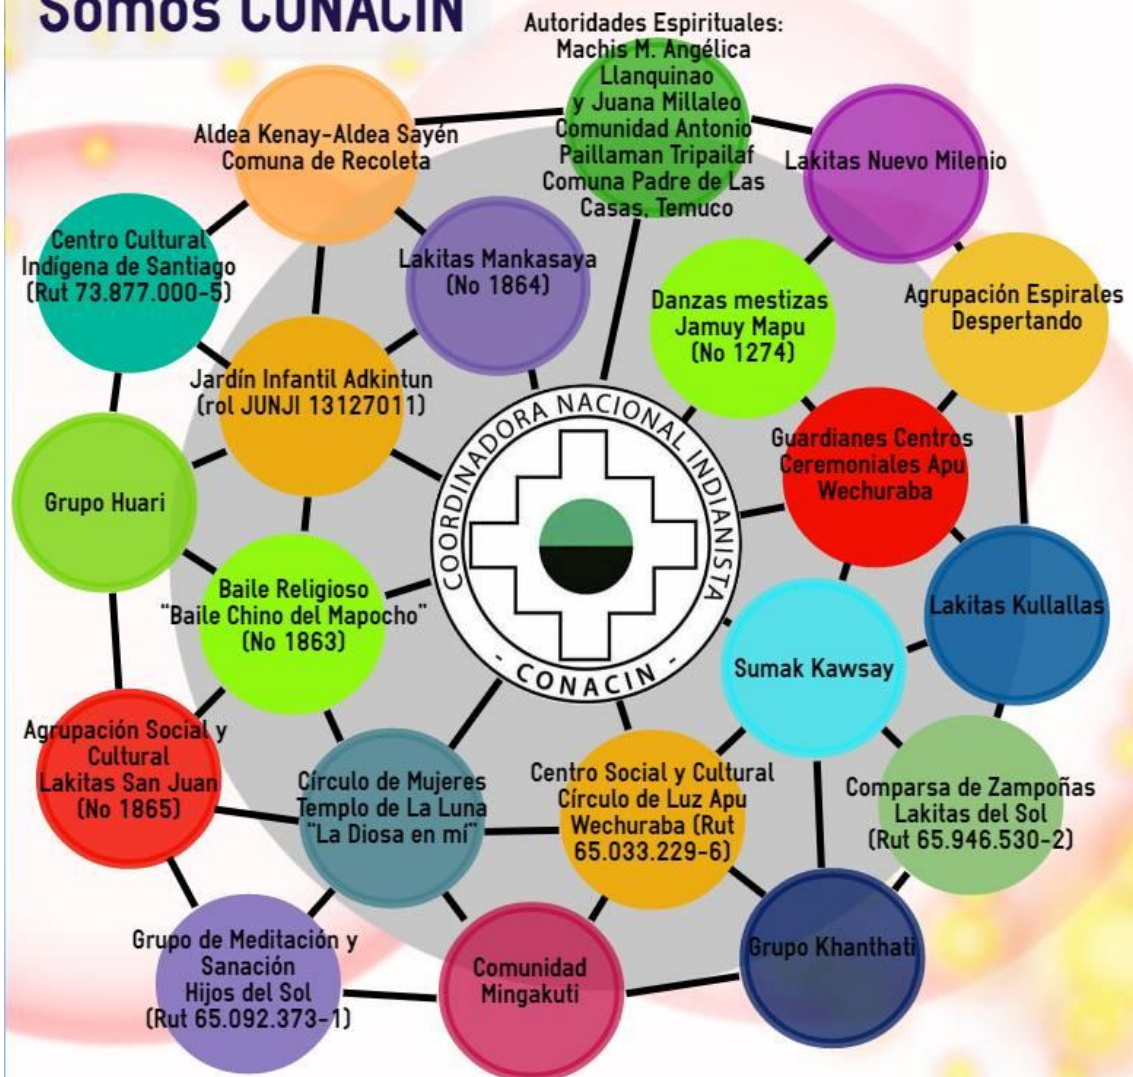 Somos CONACIN
Autoridades Espirituales:
Machis M. Angélica
Llanquinao
y Juana Millaleo
Comunidad Antonio
Paillaman Tripailaf
Comuna Padre de Las
Casas, Temuco
Aldea Kenay-Aldea Sayén
Comuna de Recoleta
Lakitas Nuevo Milenio
Centro Cultural
Indígena de Santiago
(Rut 73.877.000-5)
Lakitas Mankasaya
(No 1864)
Danzas mestizas
Jamuy Mapu
(No 1274)
Agrupación Espirales
Despertando
Jardín Infantil Adkintun
(rol JUNJI 13127011)
COORDINADORA NACIONAL INDIANISTA
- CONACIN -
Guardianes Centros
Ceremoniales Apu
Wechuraba
Grupo Huari
Baile Religioso
"Baile Chino del Mapocho"
(No 1863)
Lakitas Kullallas
Sumak Kawsay
Agrupación Social y
Cultural
Lakitas San Juan
(No 1865)
Círculo de Mujeres
Templo de La Luna
"La Diosa en mí"
Centro Social y Cultural
Círculo de Luz Apu
Wechuraba (Rut
65.033.229-6)
Comparsa de Zampoñas
Lakitas del Sol
(Rut 65.946.530-2)
Grupo de Meditación y
Sanación
Hijos del Sol
(Rut 65.092.373-1)
Comunidad
Mingakuti
Grupo Khanthati